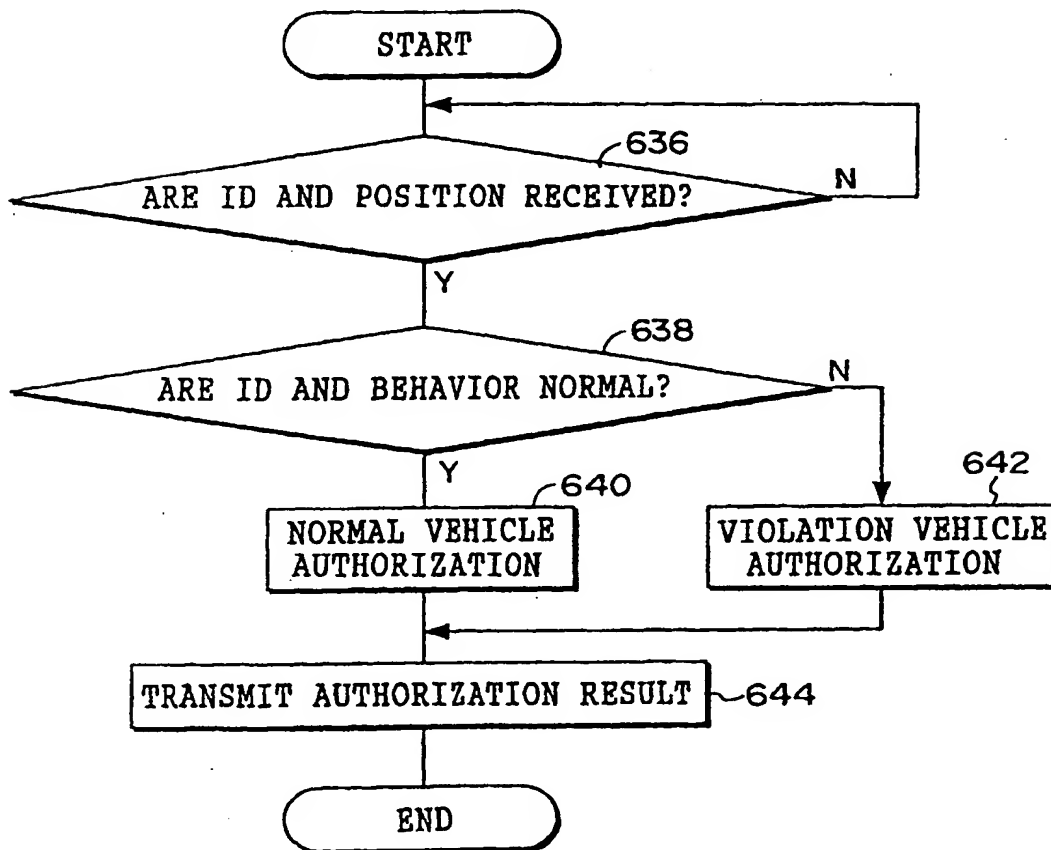 START
636
ARE ID AND POSITION RECEIVED?
N
Y
638
ARE ID AND BEHAVIOR NORMAL?
N
Y
640
642
NORMAL VEHICLE
AUTHORIZATION
VIOLATION VEHICLE
AUTHORIZATION
TRANSMIT AUTHORIZATION RESULT
644
END